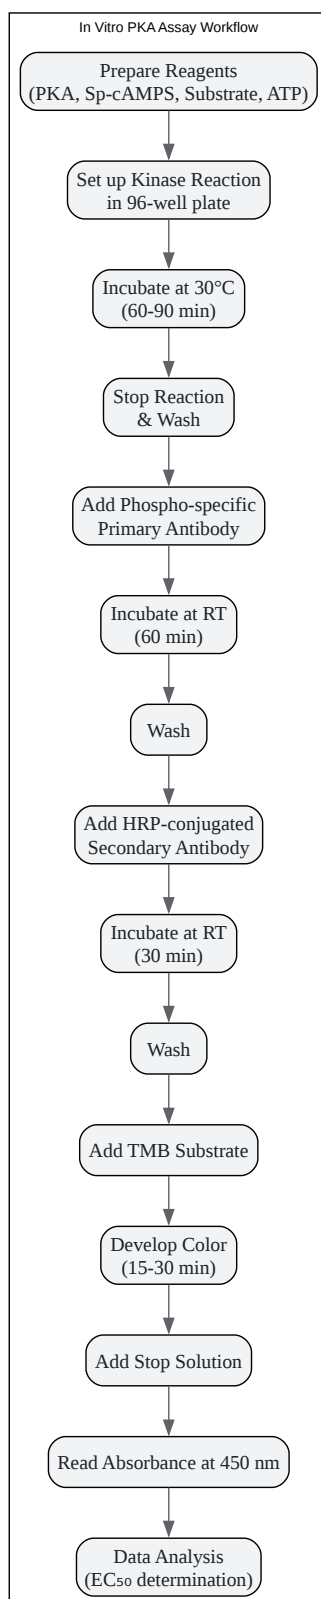 In Vitro PKA Assay Workflow
Prepare Reagents
(PKA, Sp-cAMPS, Substrate, ATP)
Set up Kinase Reaction
in 96-well plate
Incubate at 30°C
(60-90 min)
Stop Reaction
& Wash
Add Phospho-specific
Primary Antibody
Incubate at RT
(60 min)
Wash
Add HRP-conjugated
Secondary Antibody
Incubate at RT
(30 min)
Wash
Add TMB Substrate
Develop Color
(15-30 min)
Add Stop Solution
Read Absorbance at 450 nm
Data Analysis
(EC₅₀ determination)